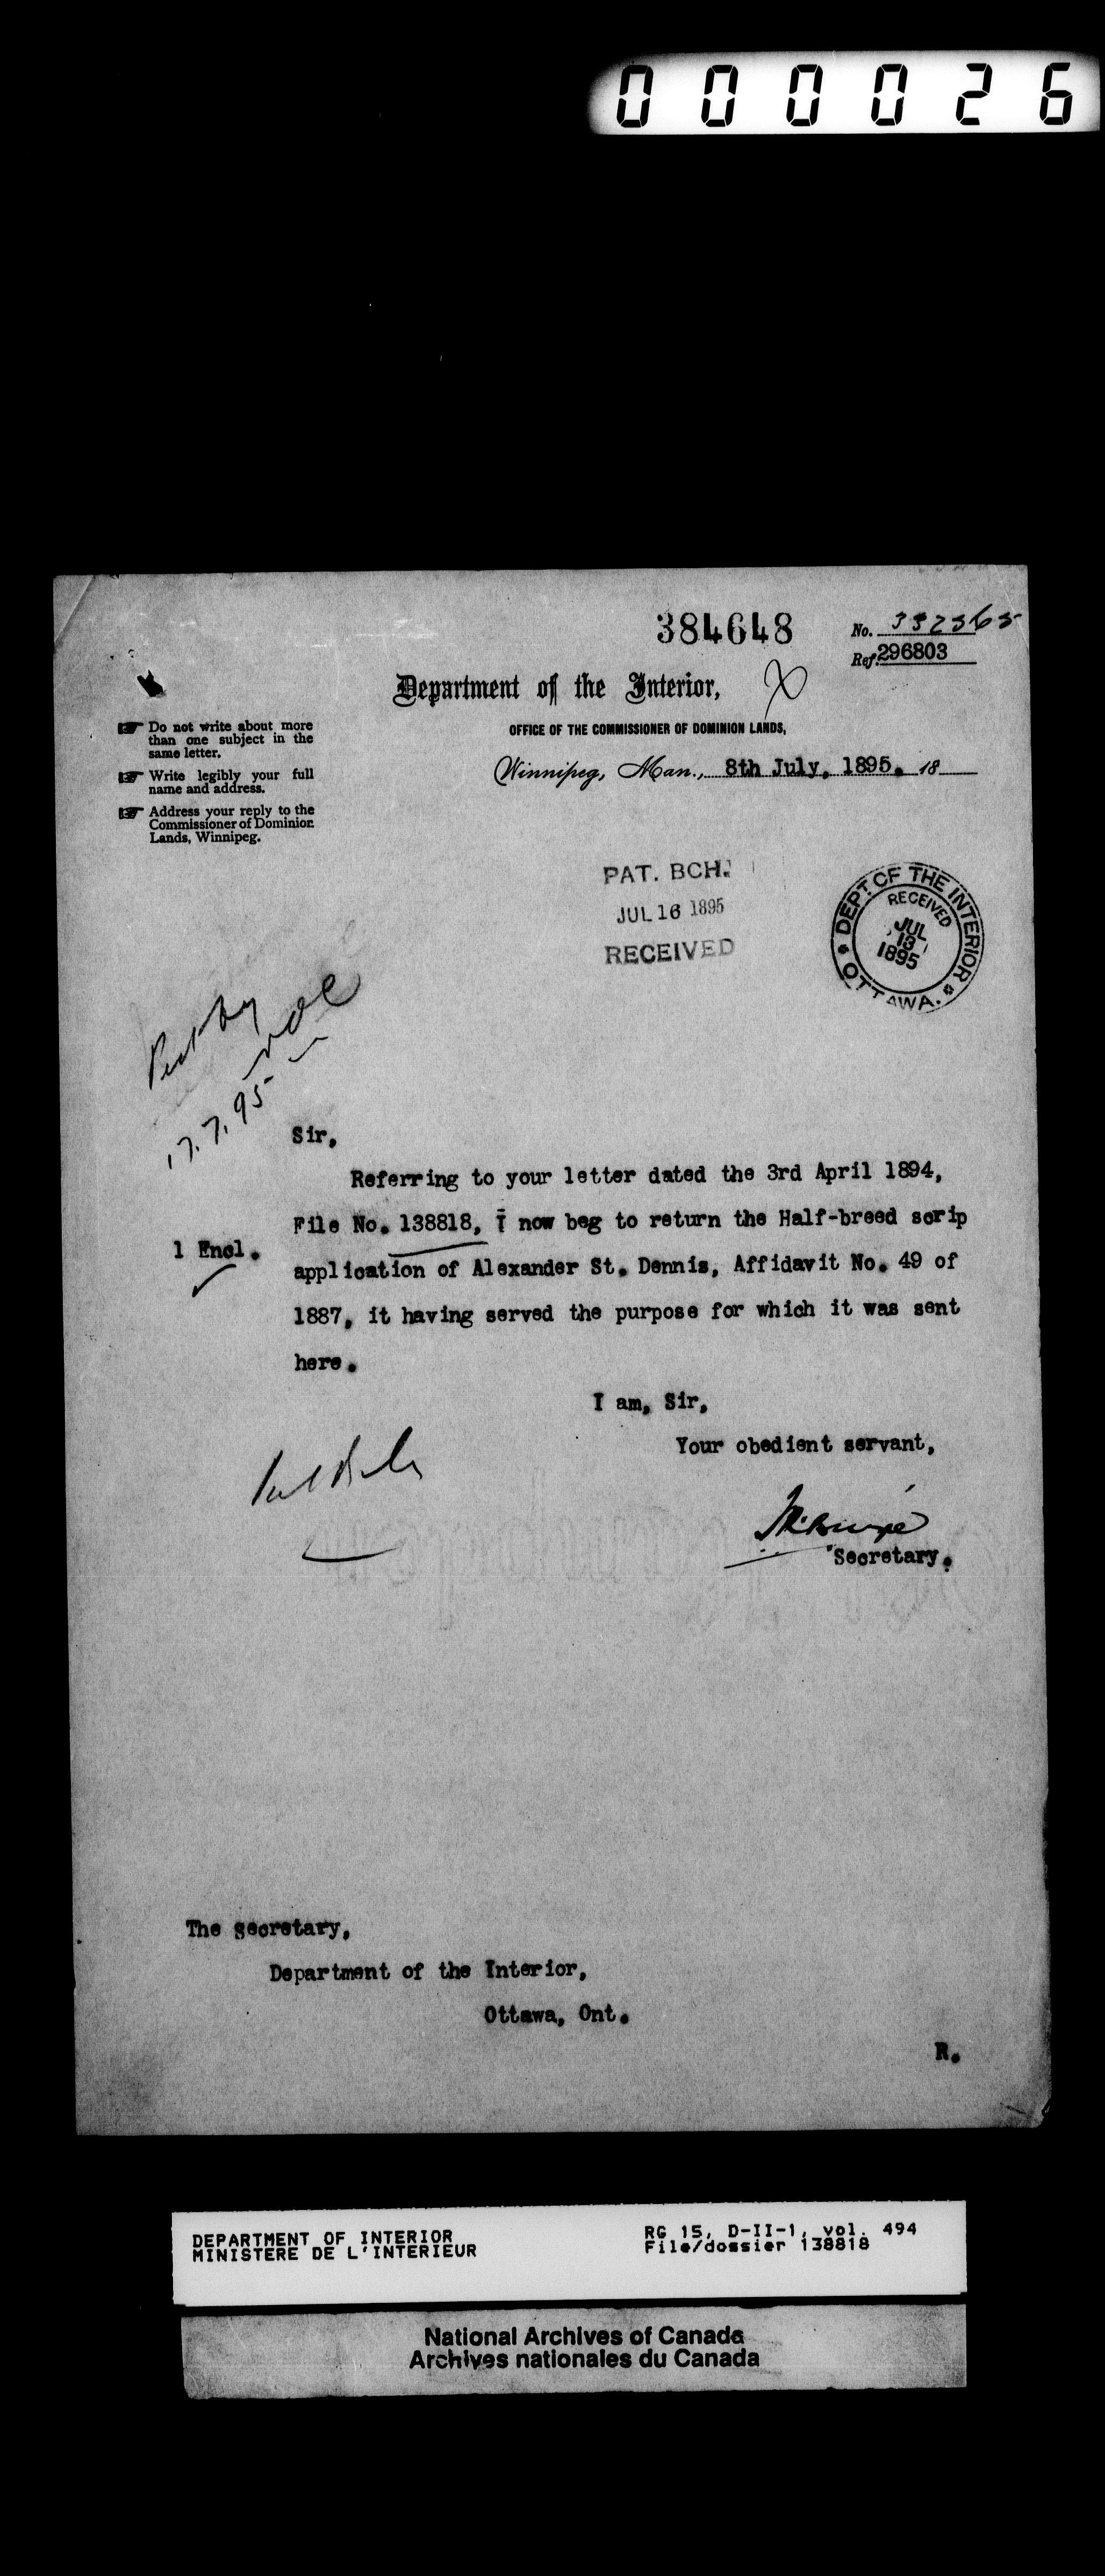 000026
384648
No. 332365
Ref. 296803
Department of the Interior,
OFFICE OF THE COMMISSIONER OF DOMINION LANDS,
Winnipeg, Man., 8th July, 1895. 18
Do not write about more
than one subject in the
same letter.
Write legibly your full
name and address.
Address your reply to the
Commissioner of Dominion
Lands, Winnipeg.
PAT. BCH.
JUL 16 1895
RECEIVED
DEPT. OF THE INTERIOR
RECEIVED
JUL
13
1895
OTTAWA.
17.7.95
Sir,
Referring to your letter dated the 3rd April 1894,
File No. 138818, I now beg to return the Half-breed scrip
1 Encl.
application of Alexander St. Dennis, Affidavit No. 49 of
1887, it having served the purpose for which it was sent
here.
I am, Sir,
Your obedient servant,
Secretary.
The secretary,
Department of the Interior,
Ottawa, Ont.
R.
DEPARTMENT OF INTERIOR
MINISTERE DE L'INTERIEUR
RG 15, D-II-1, vol. 494
File/dossier 138818
National Archives of Canada
Archives nationales du Canada